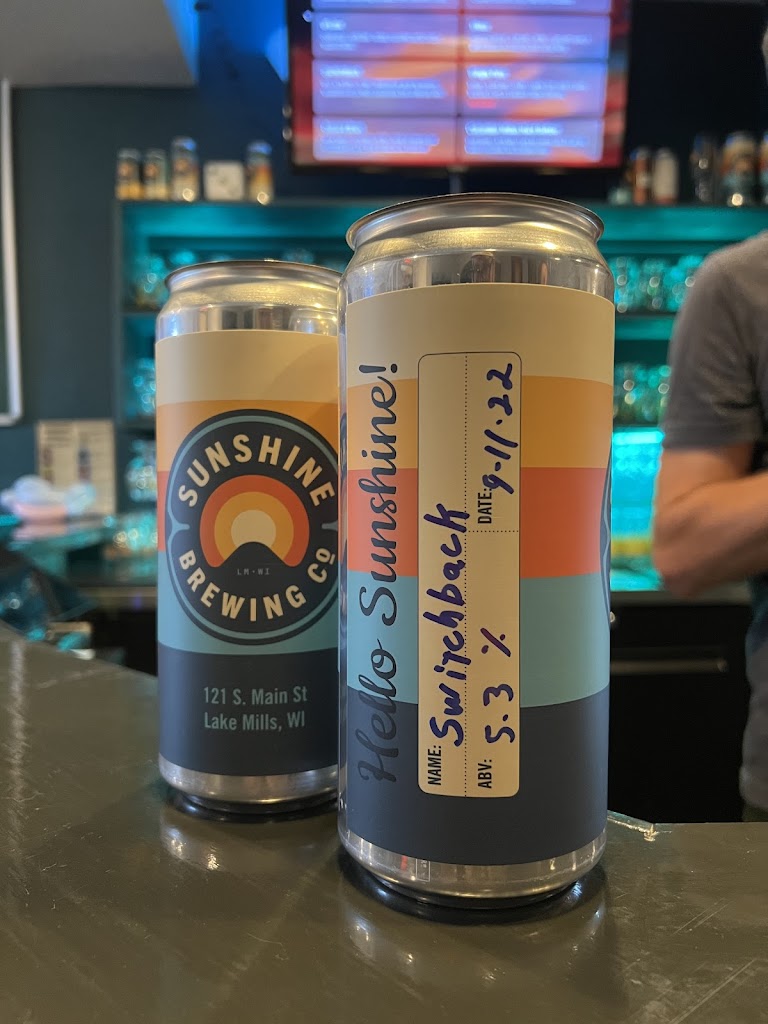 SUNSHINE
BREWING CO
LM-WI
121 S. Main St
Lake Mills, WI
Hello Sunshine!
NAME: Switchback
ABV: 5.3 %
DATE: 9-11-22